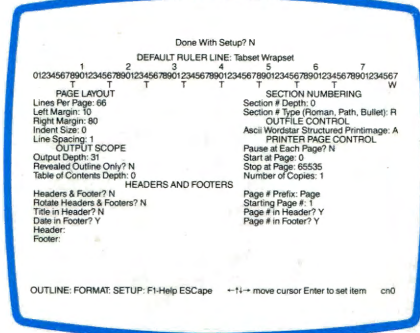 Done With Setup? N
DEFAULT RULER LINE: Tabset Wrapset
1 2 3 4 5 6 7
012345678901234567890123456789012345678901234567890123456789012345678901234567
T T T T T T T W
PAGE LAYOUT SECTION NUMBERING
Lines Per Page: 66 Section # Depth: 0
Left Margin: 10 Section # Type (Roman, Path, Bullet): R
Right Margin: 80 OUTFILE CONTROL
Indent Size: 0 Ascii Wordstar Structured Printimage: A
Line Spacing: 1 PRINTER PAGE CONTROL
OUTPUT SCOPE Pause at Each Page? N
Output Depth: 31 Start at Page: 0
Revealed Outline Only? N Stop at Page: 65535
Table of Contents Depth: 0 Number of Copies: 1
HEADERS AND FOOTERS
Headers & Footer? N Page # Prefix: Page
Rotate Headers & Footers? N Starting Page #: 1
Title in Header? N Page # in Header? Y
Date in Footer? Y Page # in Footer? Y
Header:
Footer:
OUTLINE: FORMAT: SETUP: F1-Help ESCape ←↑↓→ move cursor Enter to set item cn0